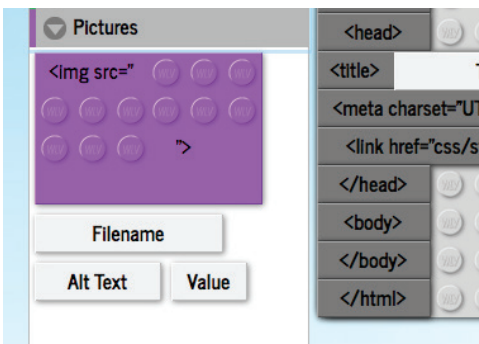 Pictures
<img src="
">
Filename
Alt Text
Value
<head>
<title>
<meta charset="UT
<link href="css/s
</head>
<body>
</body>
</html>